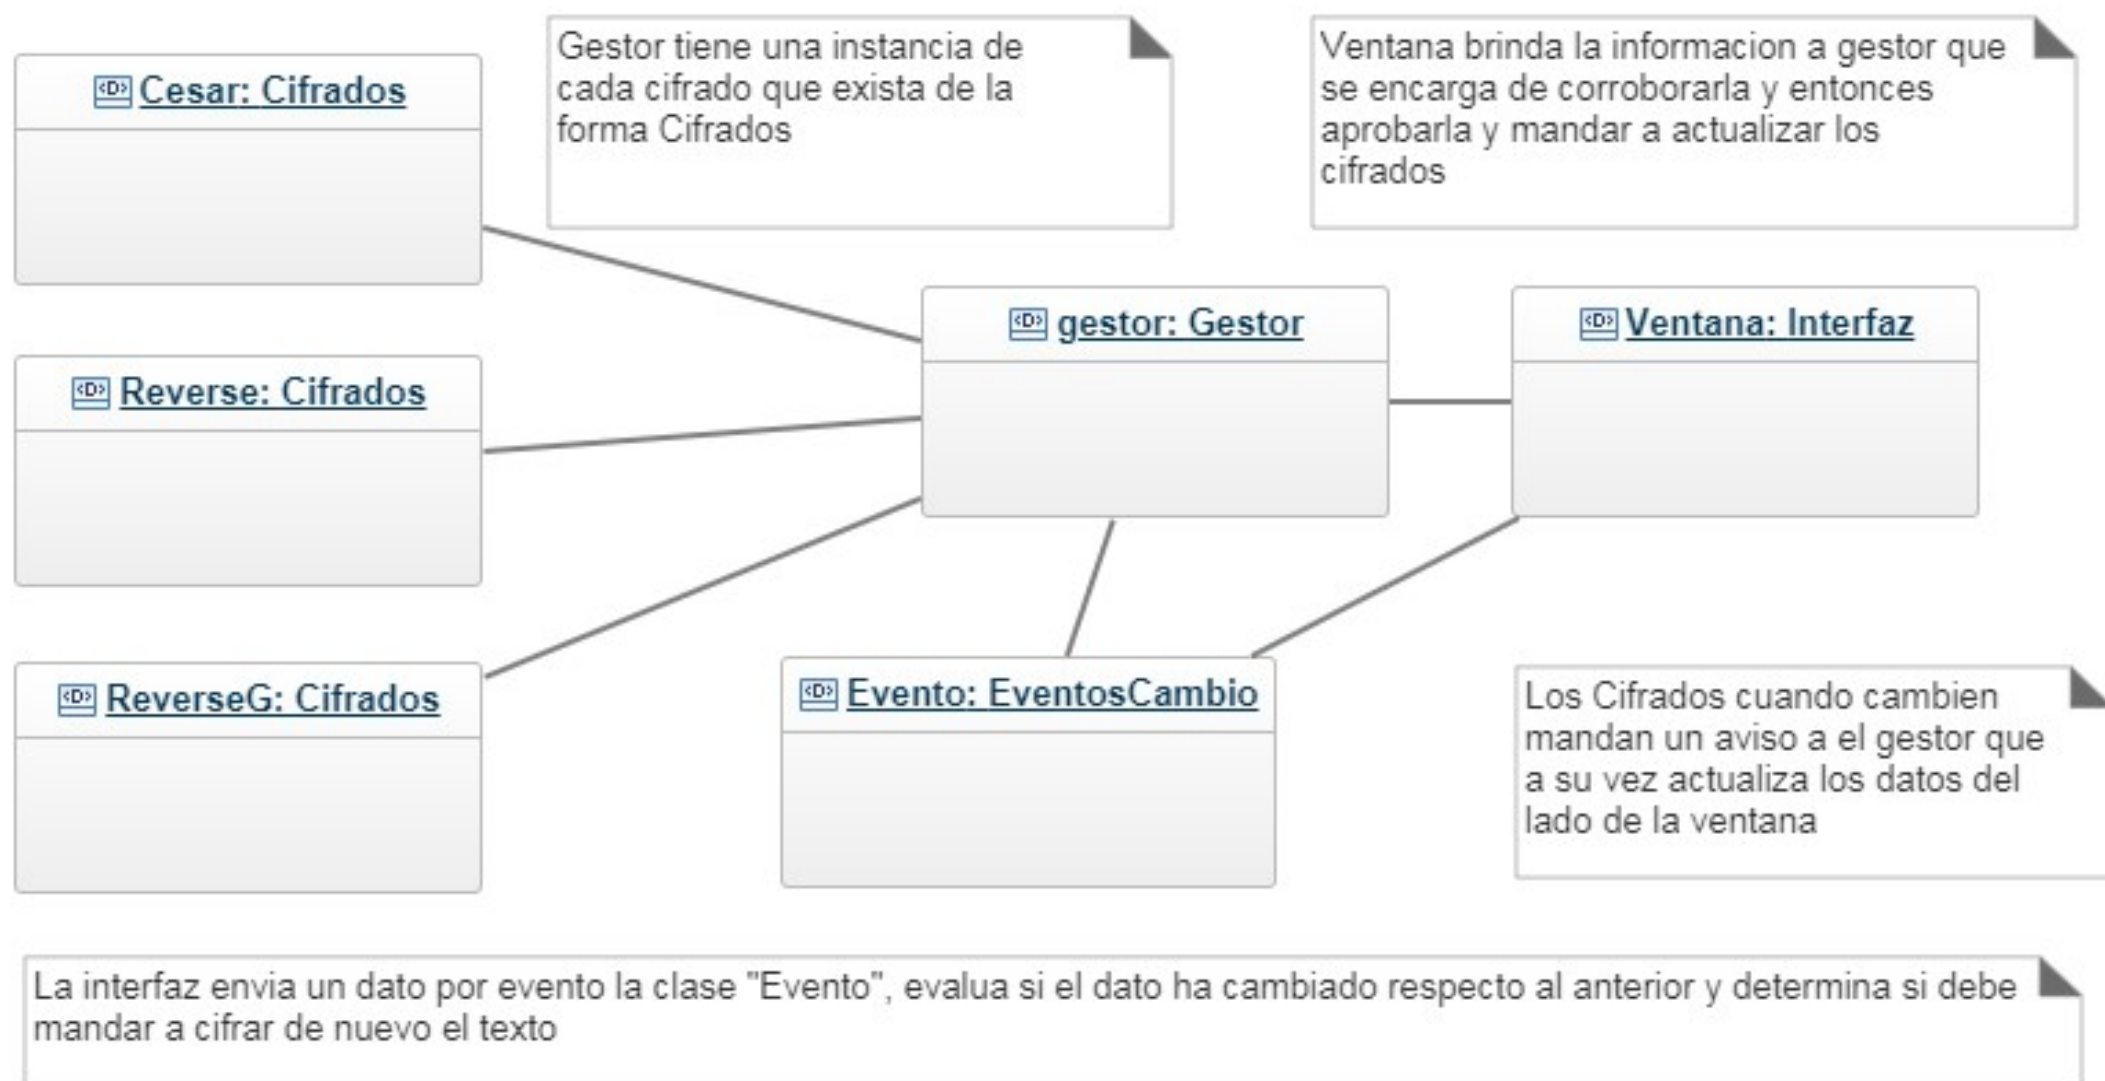 Gestor tiene una instancia de
cada cifrado que exista de la
forma Cifrados
Ventana brinda la informacion a gestor que
se encarga de corroborarla y entonces
aprobarla y mandar a actualizar los
cifrados
<D> Cesar: Cifrados
<D> gestor: Gestor
<D> Ventana: Interfaz
<D> Reverse: Cifrados
<D> ReverseG: Cifrados
<D> Evento: EventosCambio
Los Cifrados cuando cambien
mandan un aviso a el gestor que
a su vez actualiza los datos del
lado de la ventana
La interfaz envia un dato por evento la clase "Evento", evalua si el dato ha cambiado respecto al anterior y determina si debe
mandar a cifrar de nuevo el texto